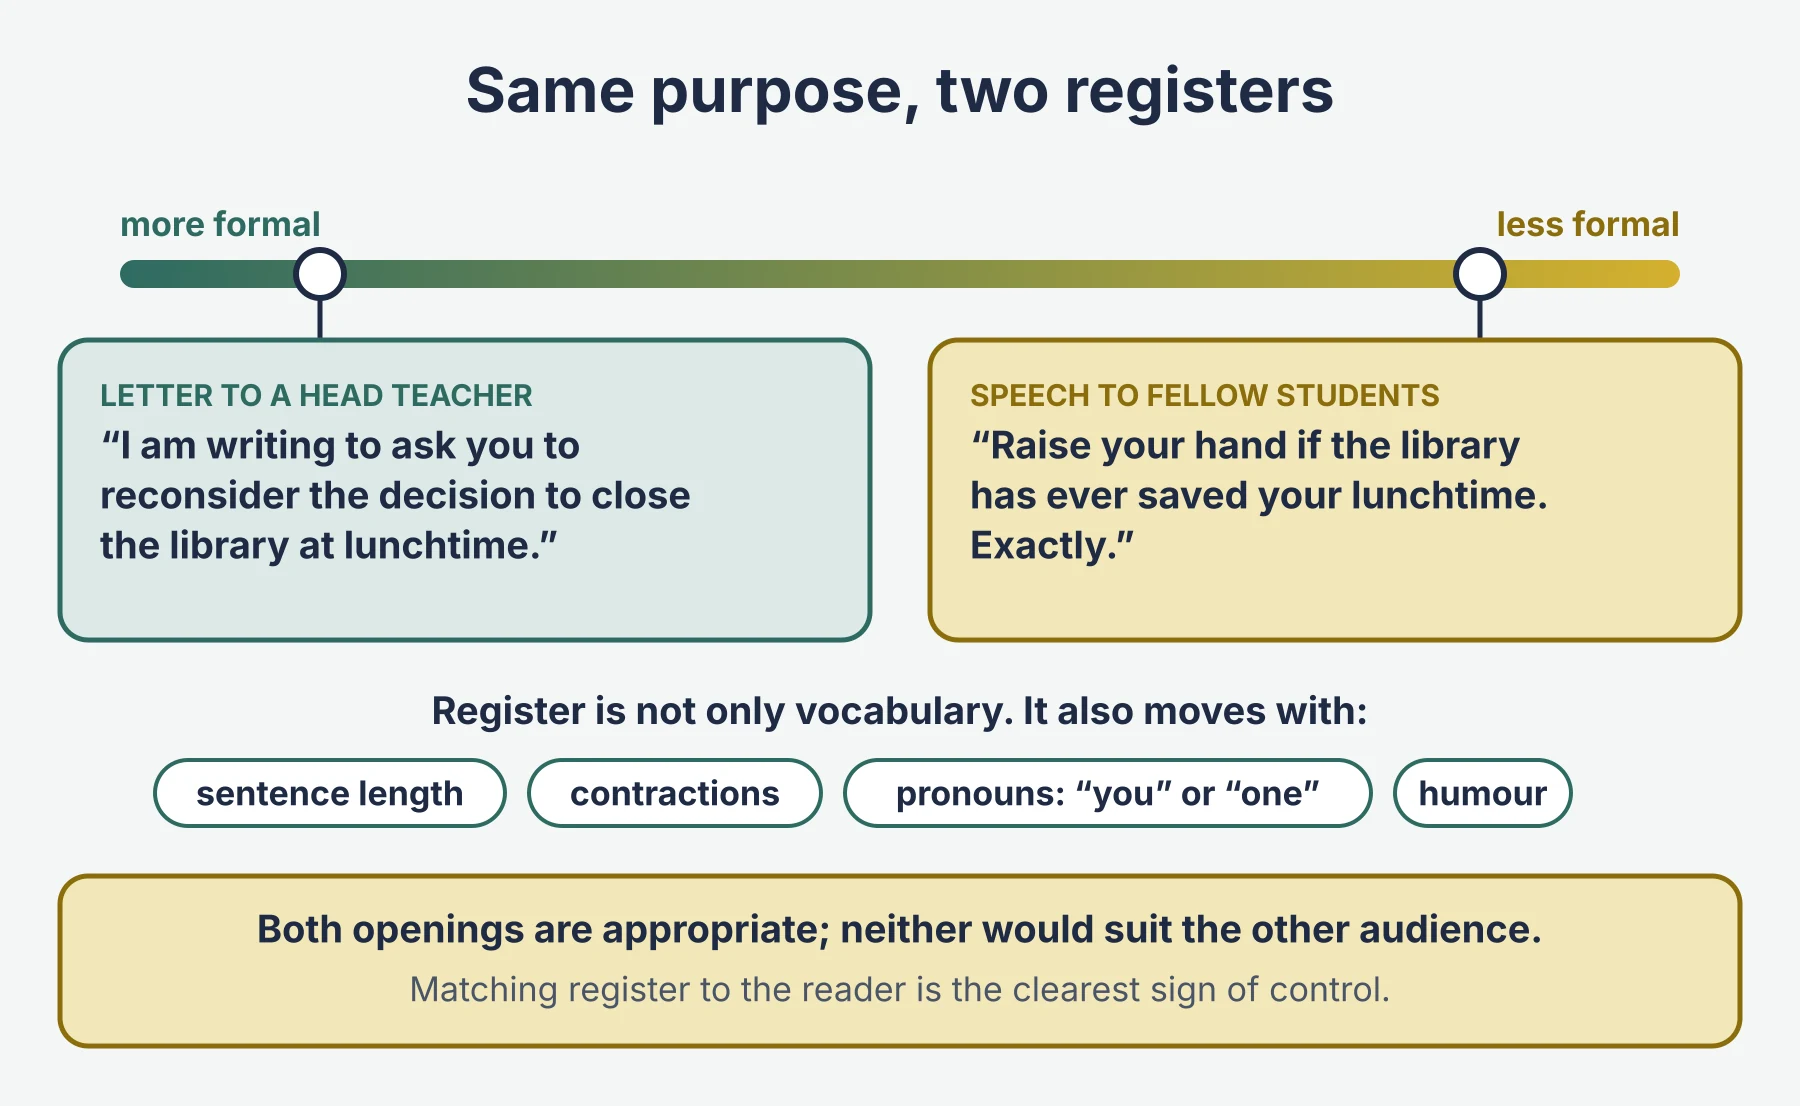 Same purpose, two registers
more formal
less formal
LETTER TO A HEAD TEACHER
“I am writing to ask you to
reconsider the decision to close
the library at lunchtime.”
SPEECH TO FELLOW STUDENTS
“Raise your hand if the library
has ever saved your lunchtime.
Exactly.”
Register is not only vocabulary. It also moves with:
sentence length
contractions
pronouns: “you” or “one”
humour
Both openings are appropriate; neither would suit the other audience.
Matching register to the reader is the clearest sign of control.